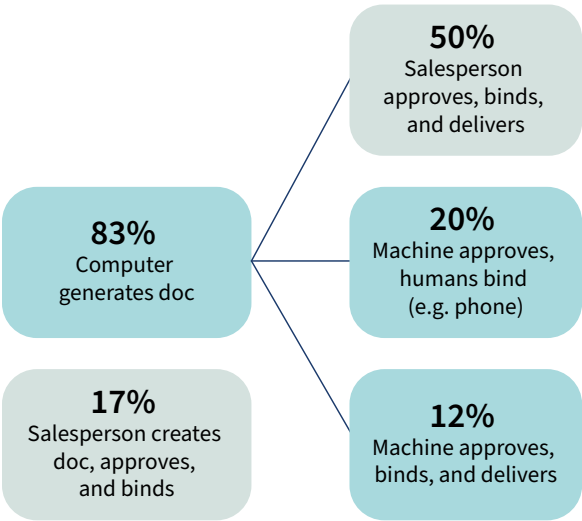 83%
Computer
generates doc
17%
Salesperson creates
doc, approves,
and binds
50%
Salesperson
approves, binds,
and delivers
20%
Machine approves,
humans bind
(e.g. phone)
12%
Machine approves,
binds, and delivers